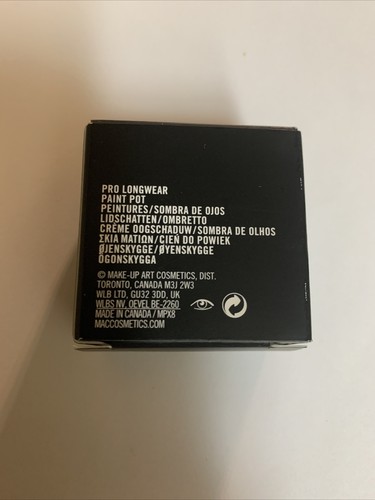 PRO LONGWEAR
PAINT POT
PEINTURES/SOMBRA DE OJOS
LIDSCHATTEN/OMBRETTO
CRÈME OOGSCHADUW/SOMBRA DE OLHOS
ΣΚΙΑ ΜΑΤΙΩΝ/CIEŃ DO POWIEK
ØJENSKYGGE/ØYENSKYGGE
ÖGONSKYGGA
© MAKE-UP ART COSMETICS, DIST.
TORONTO, CANADA M3J 2W3
WLB LTD, GU32 3DD, UK
WLBS NV, OEVEL BE-2260
MADE IN CANADA / MPX8
MACCOSMETICS.COM